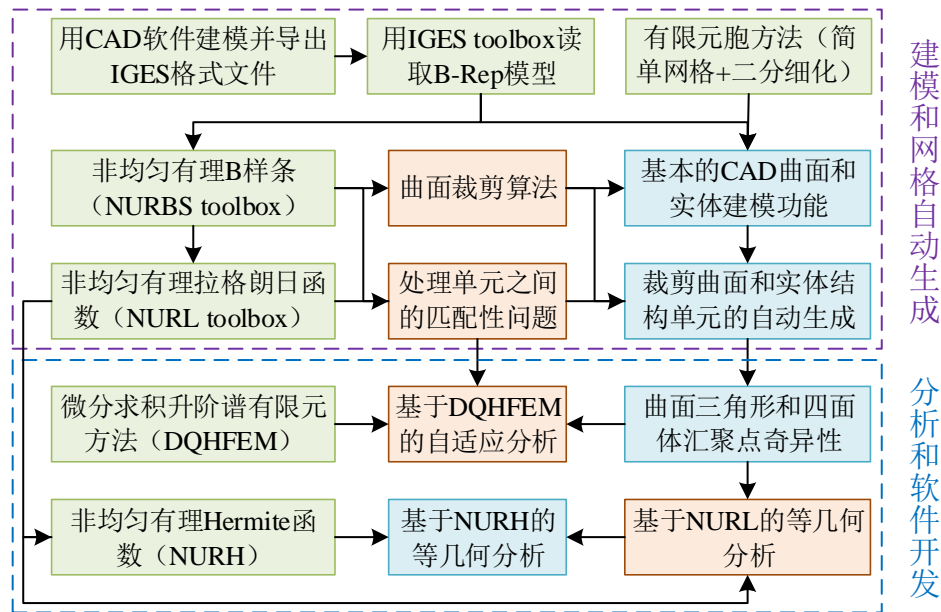 用CAD软件建模并导出
IGES格式文件
用IGES toolbox读
取B-Rep模型
有限元胞方法（简
单网格+二分细化）
非均匀有理B样条
（NURBS toolbox）
曲面裁剪算法
基本的CAD曲面和
实体建模功能
非均匀有理拉格朗日函
数（NURL toolbox）
处理单元之间
的匹配性问题
裁剪曲面和实体结
构单元的自动生成
建模和网格自动生成
微分求积升阶谱有限元
方法（DQHFEM）
基于DQHFEM
的自适应分析
曲面三角形和四面
体汇聚点奇异性
非均匀有理Hermite函
数（NURH）
基于NURH的
等几何分析
基于NURL的等几何
分析
分析和软件开发